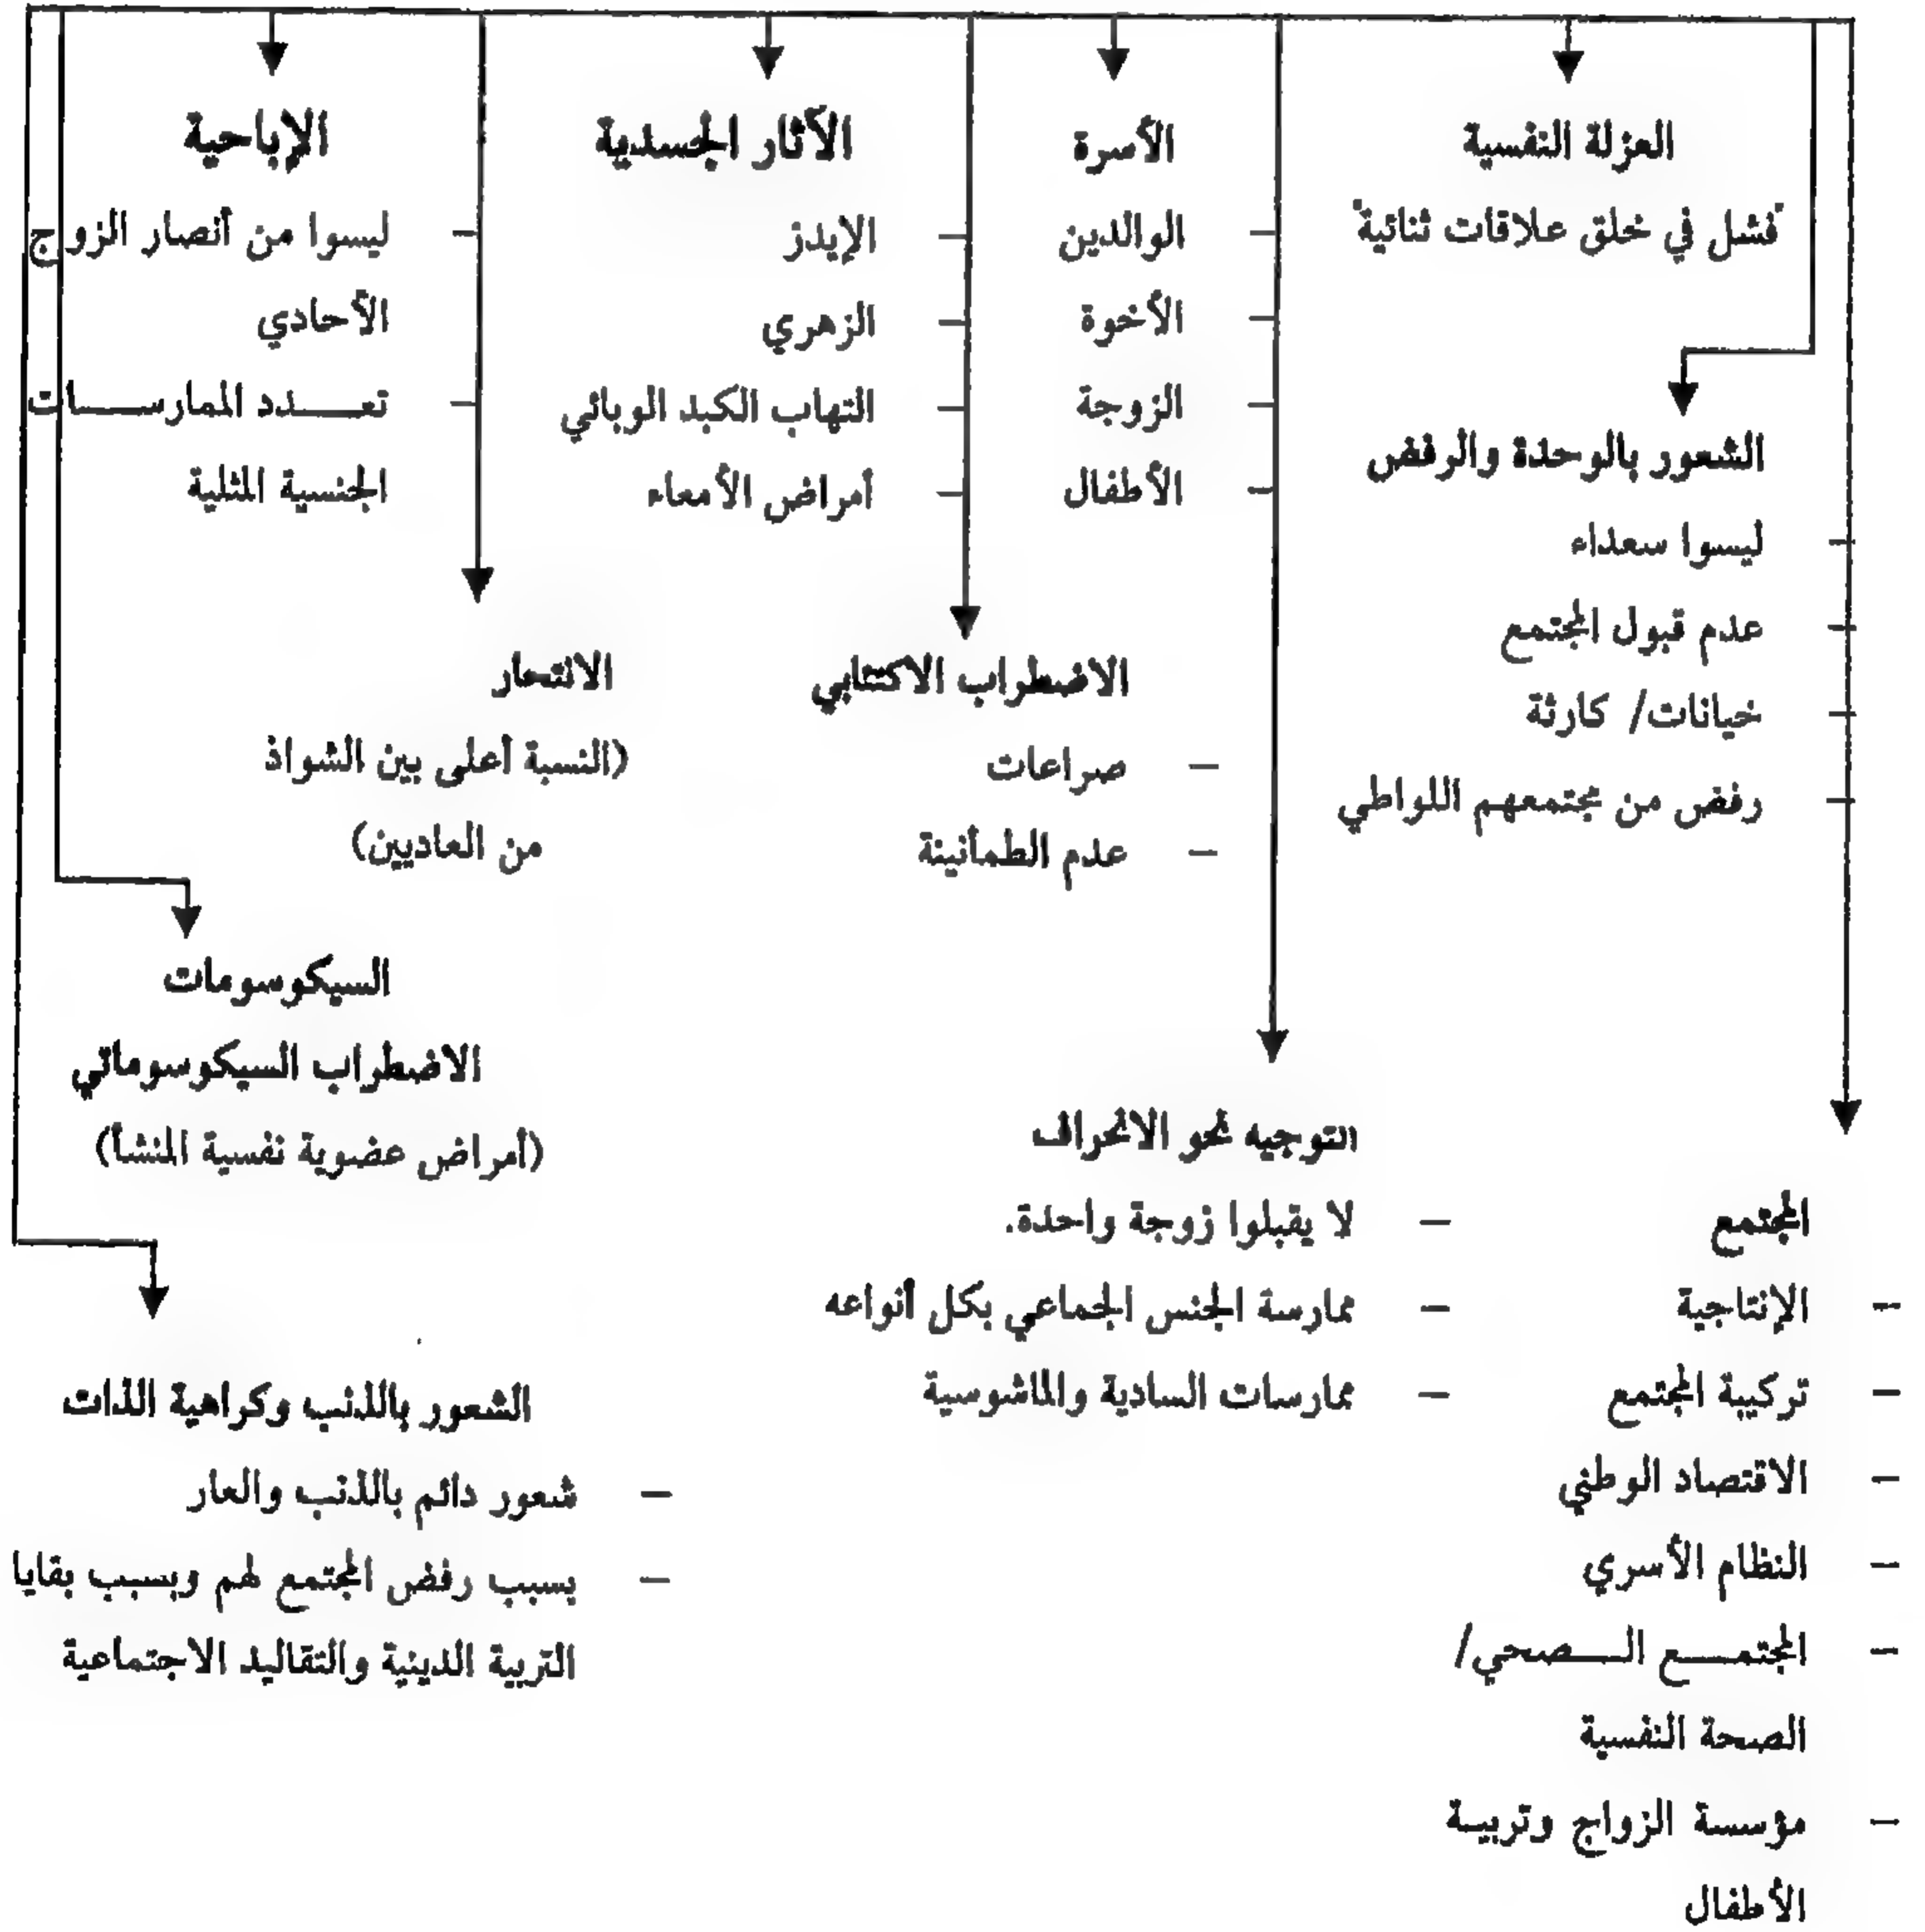 العزلة النفسية
"فشل في خلق علاقات ثنائية"
الشعور بالوحدة والرفض
– ليسوا سعداء
– عدم قبول المجتمع
– خيانات/ كارثة
– رفض من مجتمعهم اللواطي
الأسرة
– الوالدين
– الأخوة
– الزوجة
– الأطفال
الآثار الجسدية
– الإيدز
– الزهري
– التهاب الكبد الوبائي
– أمراض الأمعاء
الإباحية
– ليسوا من أنصار الزواج
الأحادي
– تعـــدد الممارســـات
الجنسية المثلية
الاضطراب الاكتئابي
– صراعات
– عدم الطمأنينة
الانتحار
(النسبة أعلى بين الشواذ
من العاديين)
السيكوسومات
الاضطراب السيكوسوماتي
(أمراض عضوية نفسية المنشأ)
المجتمع
– الإنتاجية
– تركيبة المجتمع
– الاقتصاد الوطني
– النظام الأسري
– المجتمـــع الـــصحي/
الصحة النفسية
– مؤسسة الزواج وتربية
الأطفال
التوجيه نحو الانحراف
– لا يقبلوا زوجة واحدة.
– ممارسة الجنس الجماعي بكل أنواعه
– ممارسات السادية والماشوسية
الشعور بالذنب وكراهية الذات
– شعور دائم بالذنب والعار
– بسبب رفض المجتمع لهم وبسبب بقايا
التربية الدينية والتقاليد الاجتماعية